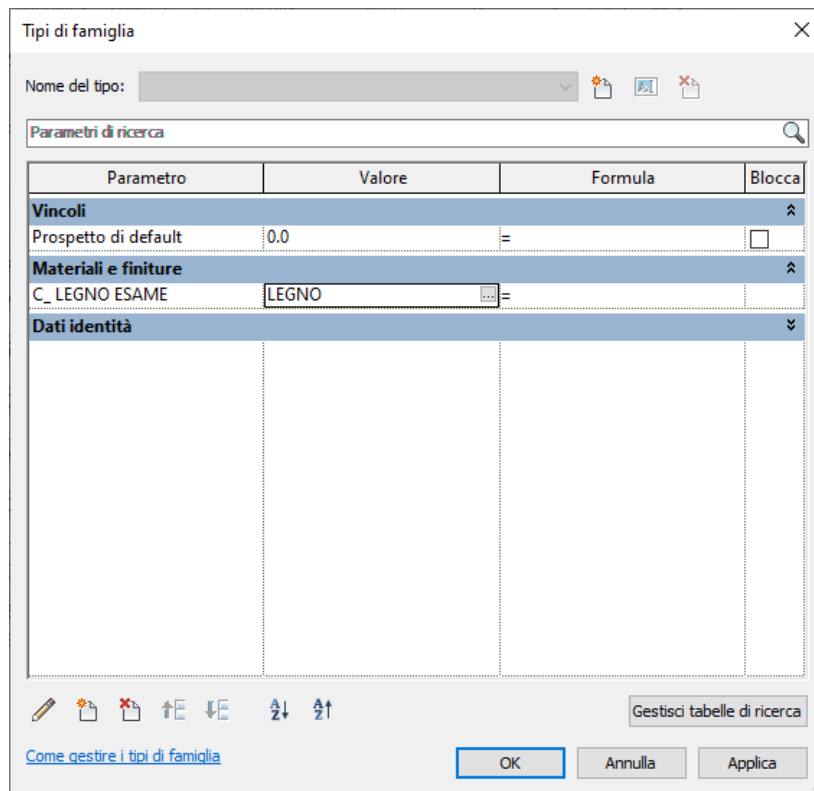 Tipi di famiglia
Nome del tipo:
Parametri di ricerca
Parametro Valore Formula Blocca
Vincoli
Prospetto di default 0.0 =
Materiali e finiture
C_ LEGNO ESAME LEGNO ... =
Dati identità
Gestisci tabelle di ricerca
Come gestire i tipi di famiglia
OK Annulla Applica